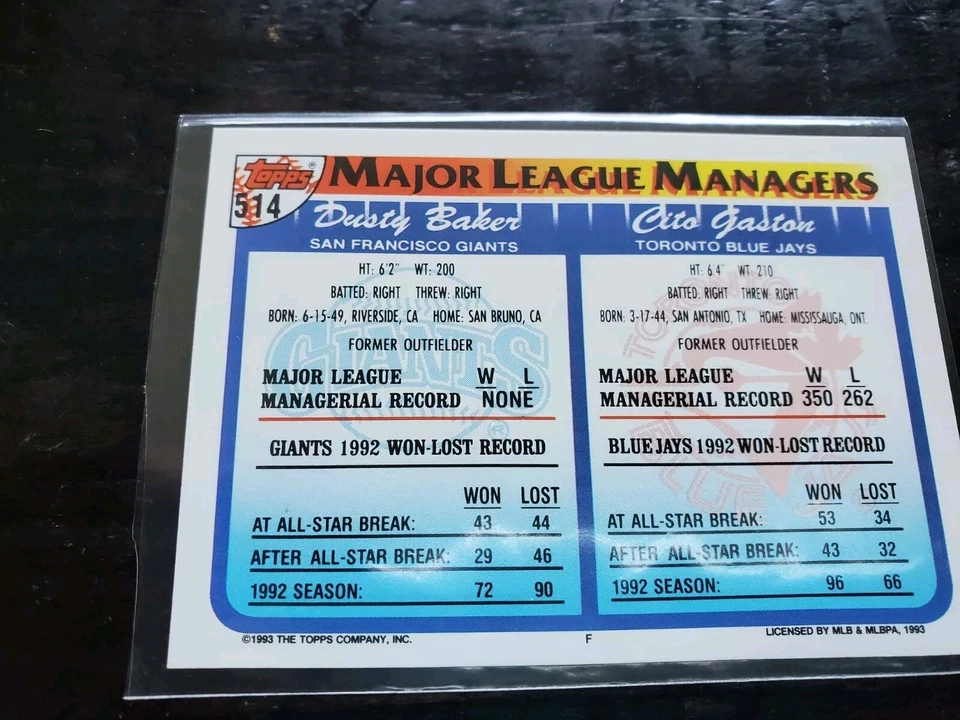 Topps®
MAJOR LEAGUE MANAGERS
514
Dusty Baker
SAN FRANCISCO GIANTS
HT: 6'2" WT: 200
BATTED: RIGHT THREW: RIGHT
BORN: 6-15-49, RIVERSIDE, CA HOME: SAN BRUNO, CA
FORMER OUTFIELDER
GIANTS®
MAJOR LEAGUE W L
MANAGERIAL RECORD NONE
GIANTS 1992 WON-LOST RECORD
WON LOST
AT ALL-STAR BREAK: 43 44
AFTER ALL-STAR BREAK: 29 46
1992 SEASON: 72 90
Cito Gaston
TORONTO BLUE JAYS
HT: 6'4" WT: 210
BATTED: RIGHT THREW: RIGHT
BORN: 3-17-44, SAN ANTONIO, TX HOME: MISSISSAUGA, ONT.
FORMER OUTFIELDER
TORONTO
BLUE JAYS
MAJOR LEAGUE W L
MANAGERIAL RECORD 350 262
BLUE JAYS 1992 WON-LOST RECORD
WON LOST
AT ALL-STAR BREAK: 53 34
AFTER ALL-STAR BREAK: 43 32
1992 SEASON: 96 66
©1993 THE TOPPS COMPANY, INC.
F
LICENSED BY MLB & MLBPA, 1993